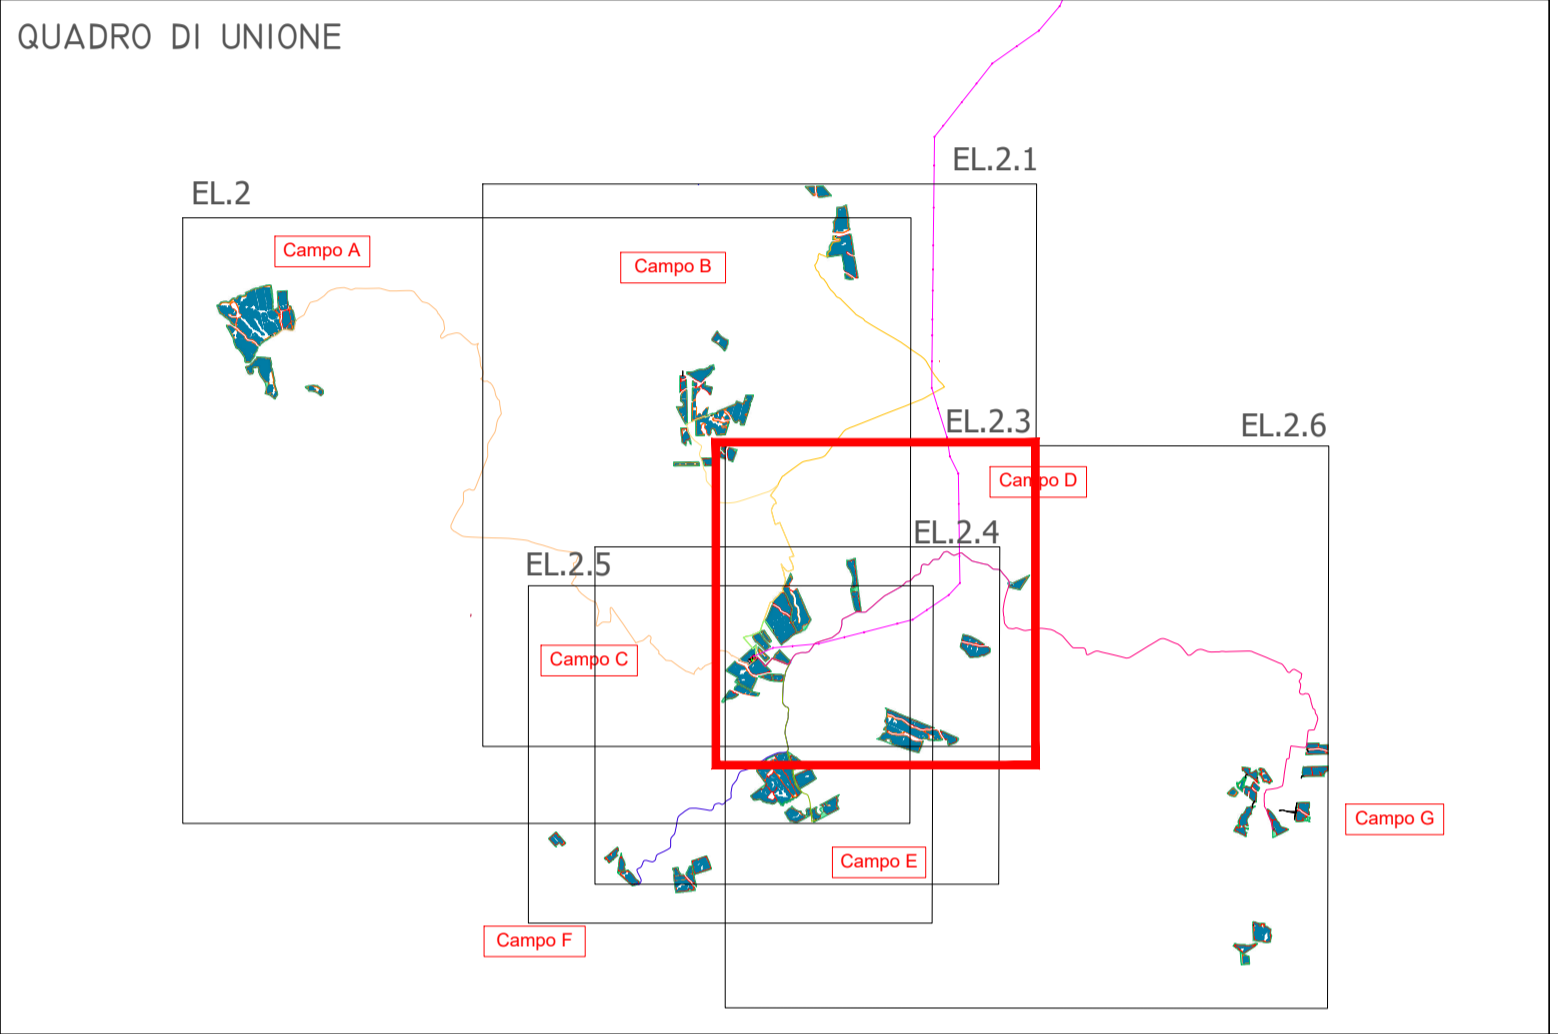 QUADRO DI UNIONE
EL.2.1
EL.2
Campo A
Campo B
EL.2.3
EL.2.6
Campo D
EL.2.4
EL.2.5
Campo C
Campo G
Campo E
Campo F